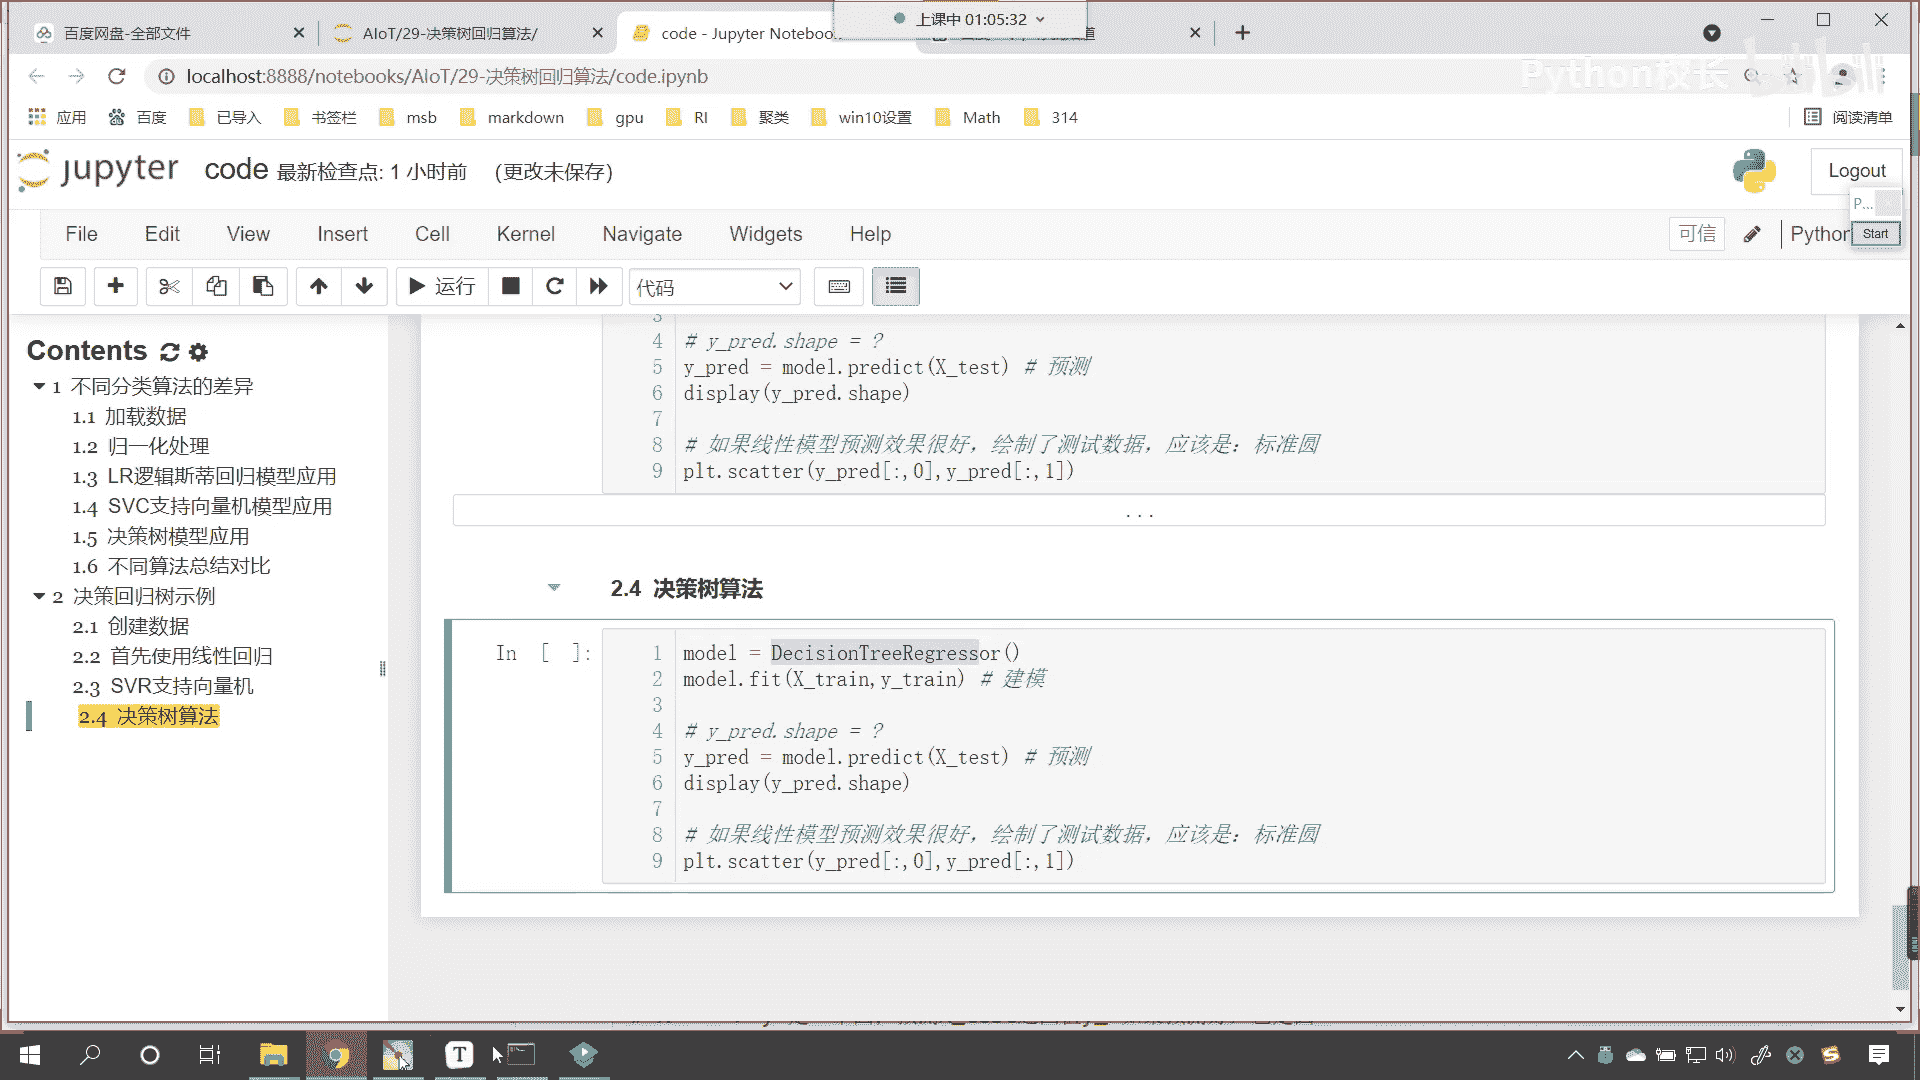 上课中 01:05:32
百度网盘-全部文件
AIoT/29-决策树回归算法/
code - Jupyter Noteboo
localhost:8888/notebooks/AIoT/29-决策树回归算法/code.ipynb
Python校长 bilibili
应用 百度 已导入 书签栏 msb markdown gpu RI 聚类 win10设置 Math 314 阅读清单
jupyter code 最新检查点: 1 小时前 (更改未保存)
Logout
P...
File Edit View Insert Cell Kernel Navigate Widgets Help 可信 Python
Start
运行 代码
Contents
1 不同分类算法的差异
1.1 加载数据
1.2 归一化处理
1.3 LR逻辑斯蒂回归模型应用
1.4 SVC支持向量机模型应用
1.5 决策树模型应用
1.6 不同算法总结对比
2 决策回归树示例
2.1 创建数据
2.2 首先使用线性回归
2.3 SVR支持向量机
2.4 决策树算法
3
4 # y_pred.shape = ?
5 y_pred = model.predict(X_test) # 预测
6 display(y_pred.shape)
7
8 # 如果线性模型预测效果很好，绘制了测试数据，应该是：标准圆
9 plt.scatter(y_pred[:,0],y_pred[:,1])
...
2.4 决策树算法
In [ ]:
1 model = DecisionTreeRegressor()
2 model.fit(X_train,y_train) # 建模
3
4 # y_pred.shape = ?
5 y_pred = model.predict(X_test) # 预测
6 display(y_pred.shape)
7
8 # 如果线性模型预测效果很好，绘制了测试数据，应该是：标准圆
9 plt.scatter(y_pred[:,0],y_pred[:,1])